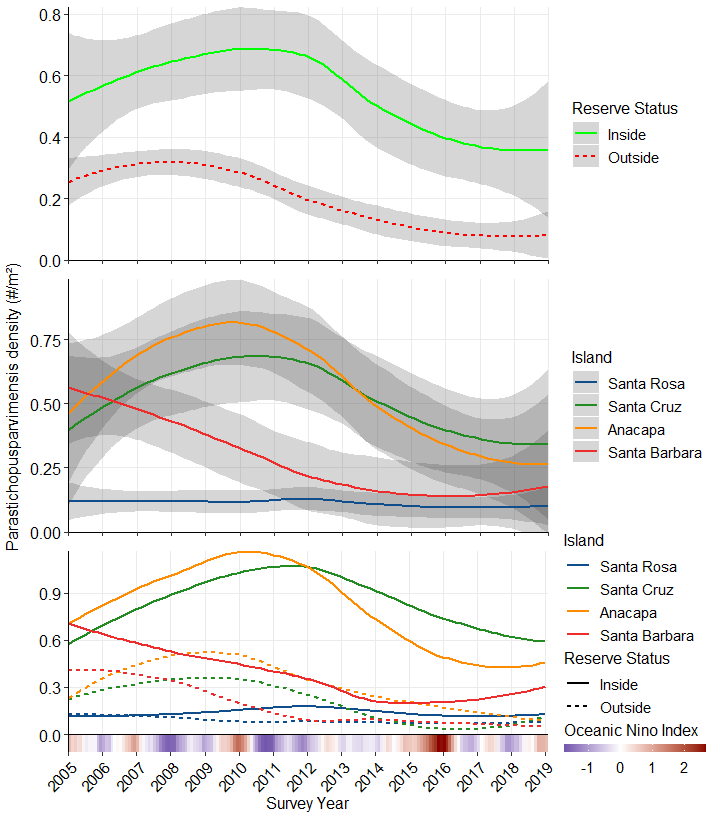 Parastichopusparvimensis density (#/m²)
0.8
0.6
0.4
0.2
0.0
Reserve Status
Inside
Outside
0.75
0.50
0.25
0.00
Island
Santa Rosa
Santa Cruz
Anacapa
Santa Barbara
0.9
0.6
0.3
0.0
Island
Santa Rosa
Santa Cruz
Anacapa
Santa Barbara
Reserve Status
Inside
Outside
Oceanic Nino Index
-1 0 1 2
2005 2006 2007 2008 2009 2010 2011 2012 2013 2014 2015 2016 2017 2018 2019
Survey Year